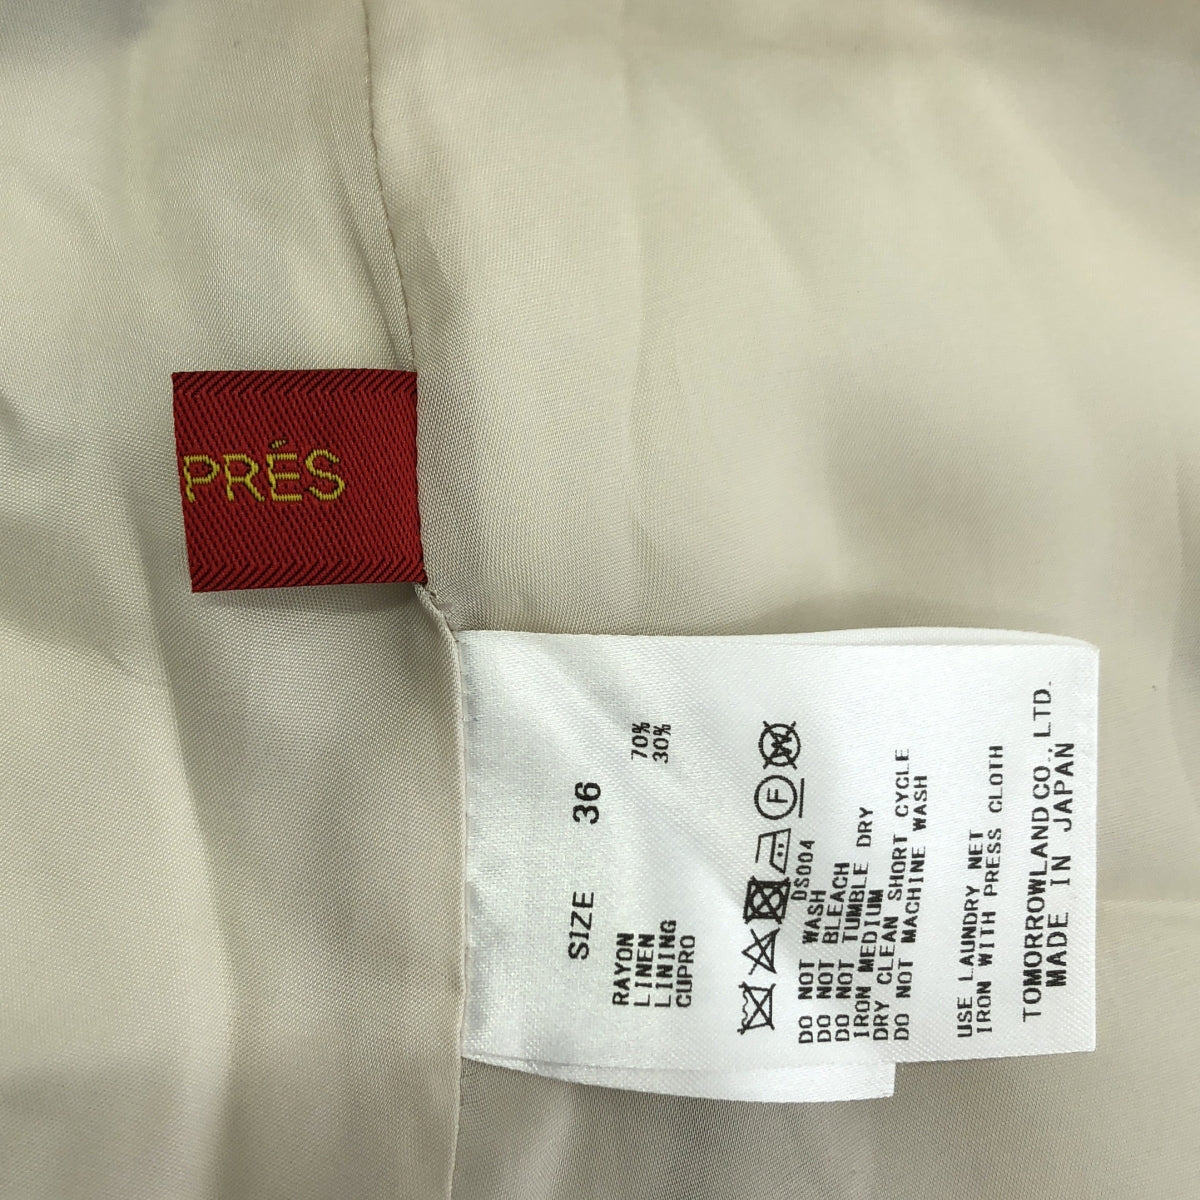 PRÉS
SIZE 36
RAYON 70%
LINEN 30%
LINING
CUPRO
F
W
DS004
DO NOT WASH
DO NOT BLEACH
DO NOT TUMBLE DRY
IRON MEDIUM
DRY CLEAN SHORT CYCLE
DO NOT MACHINE WASH
USE LAUNDRY NET
IRON WITH PRESS CLOTH
TOMORROWLAND CO., LTD.
MADE IN JAPAN